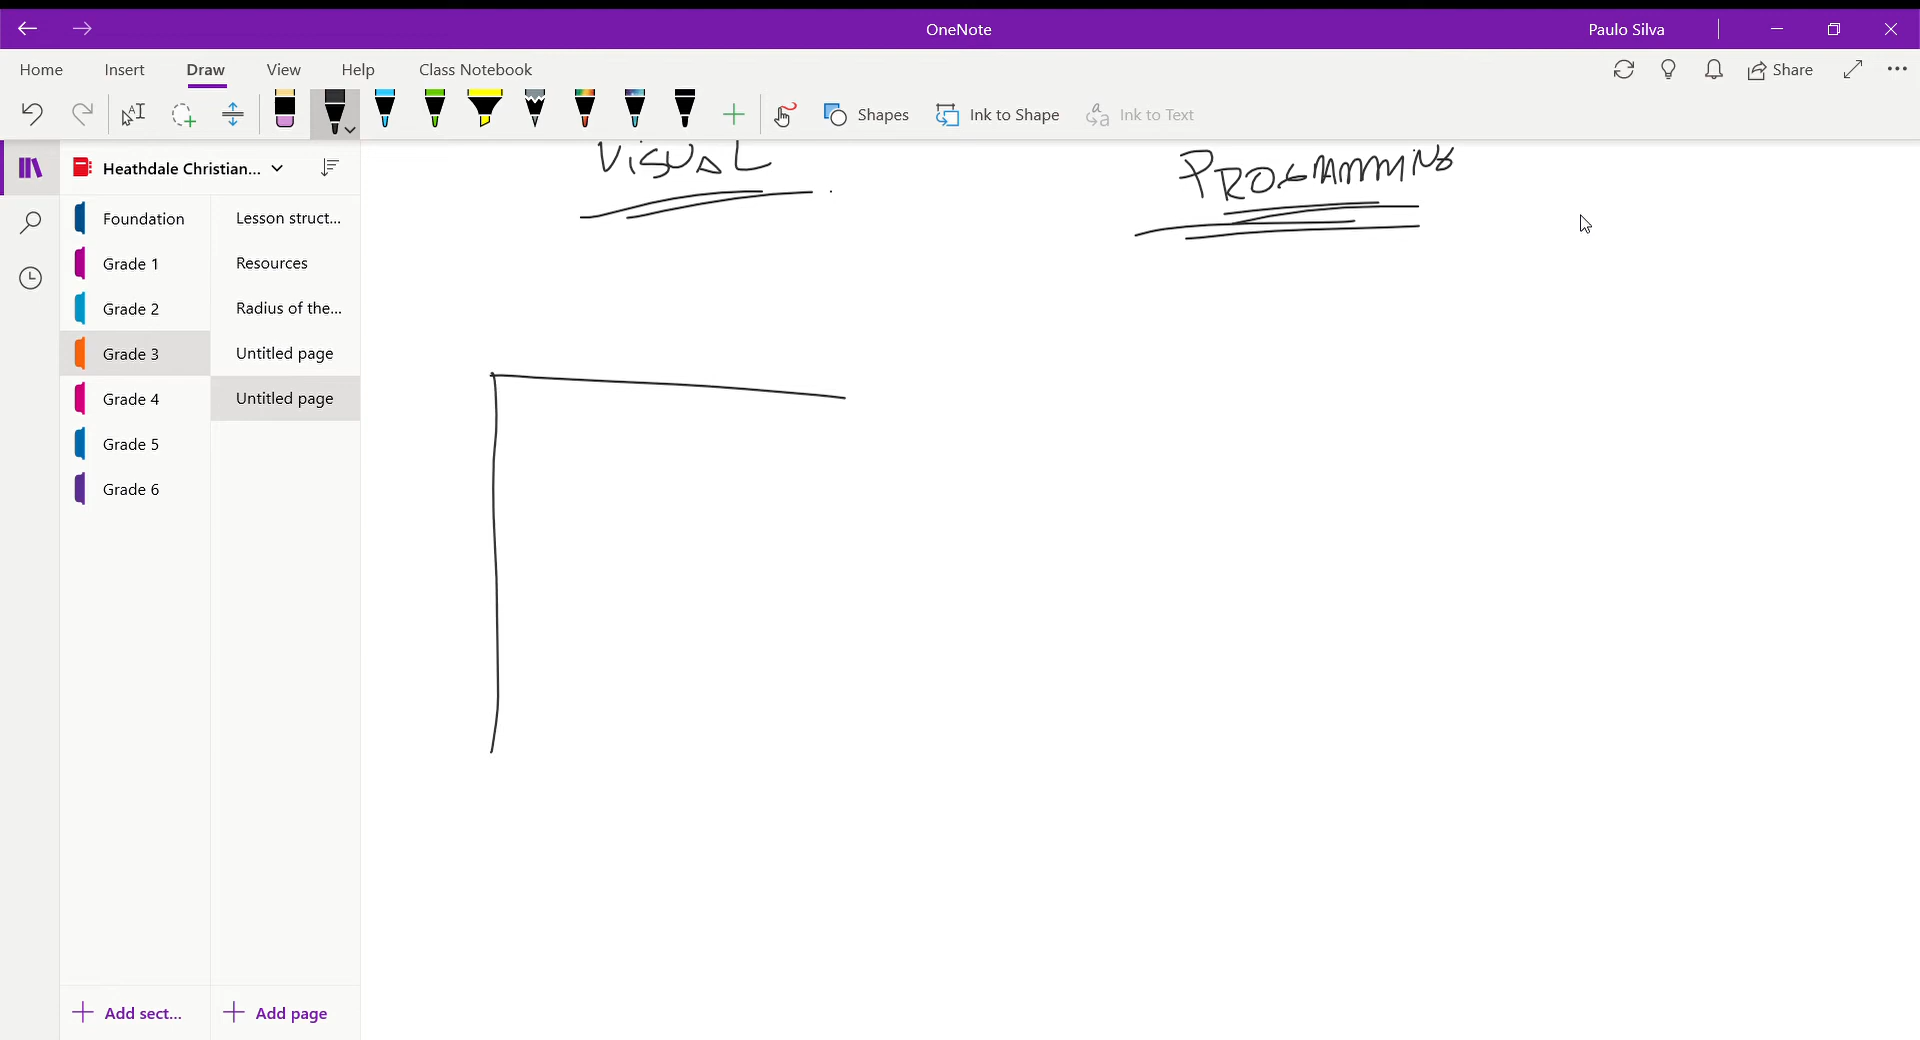 OneNote
Paulo Silva
Home Insert Draw View Help Class Notebook
Share
Shapes
Ink to Shape
Ink to Text
Heathdale Christian...
Foundation
Grade 1
Grade 2
Grade 3
Grade 4
Grade 5
Grade 6
Lesson struct...
Resources
Radius of the...
Untitled page
Untitled page
Add sect...
Add page
ViSUAL
PROGRAMMiNG